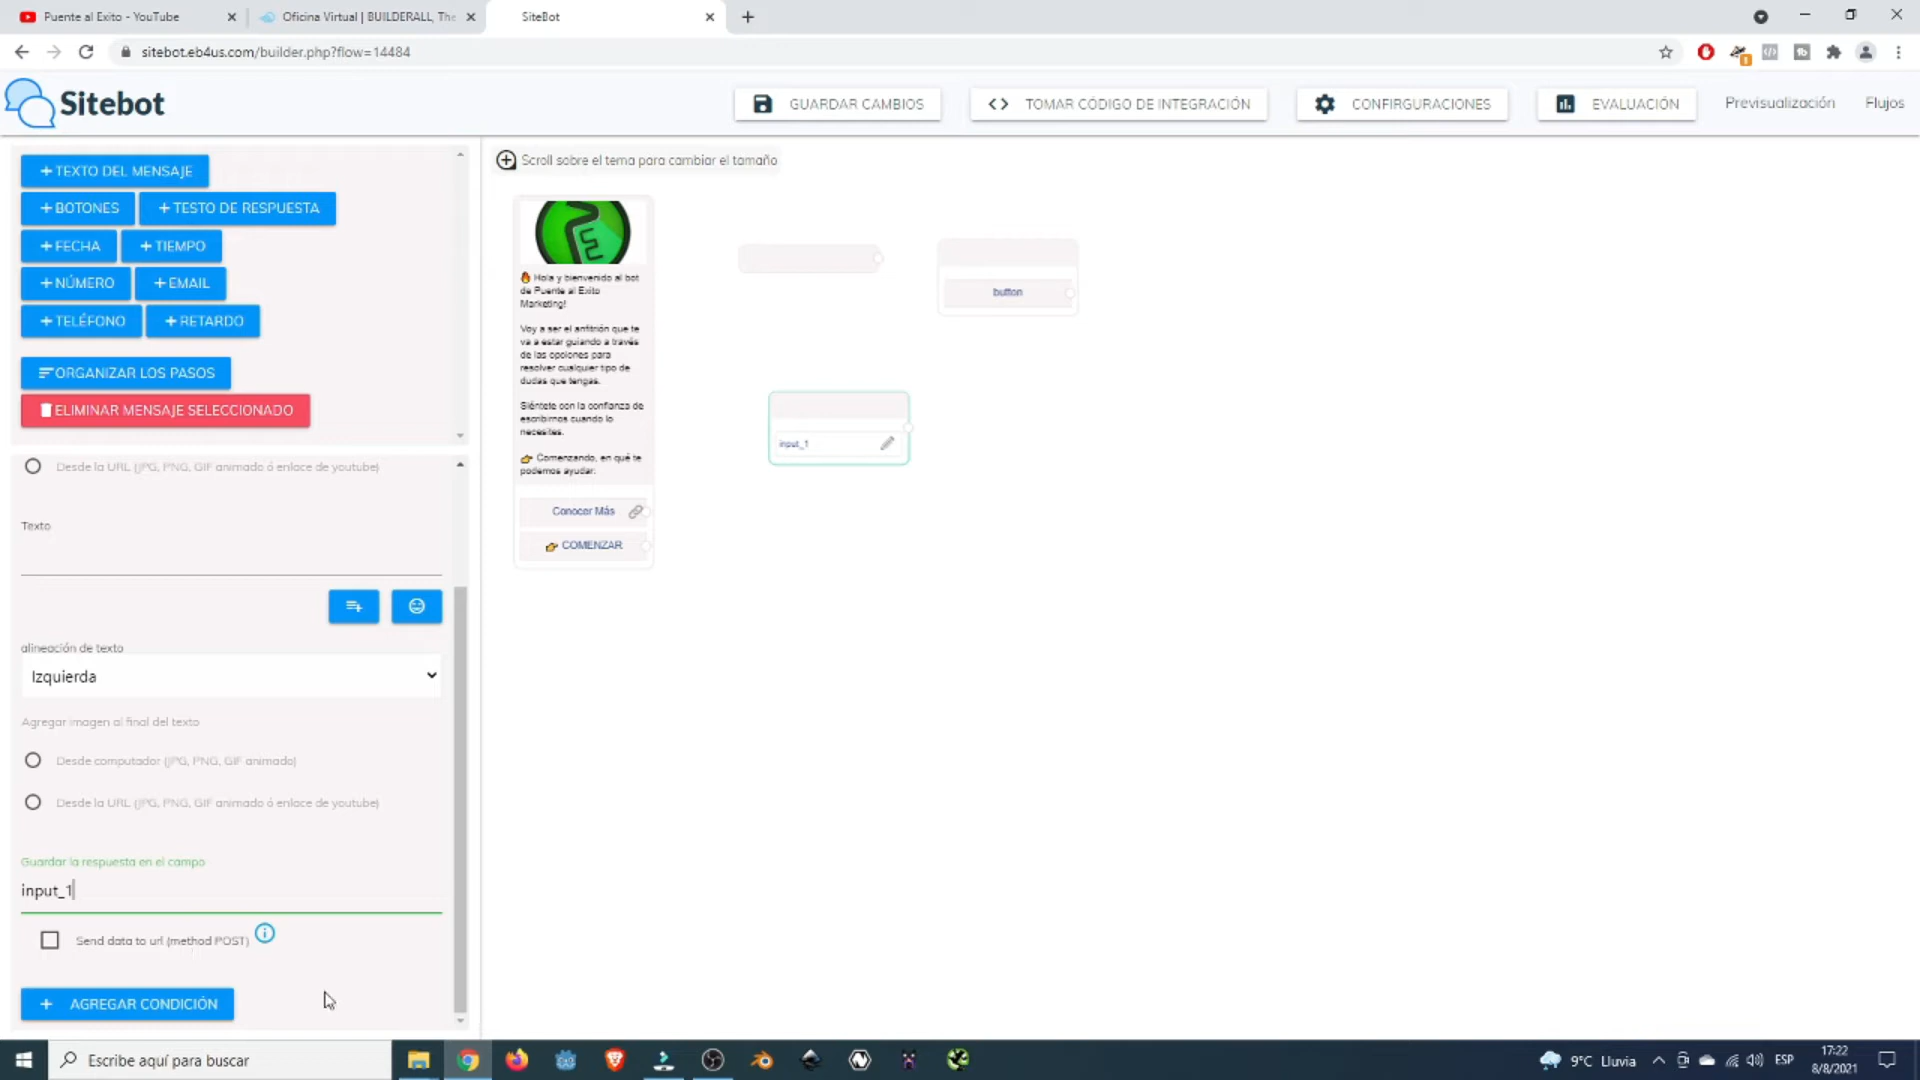 Puente al Exito - YouTube
Oficina Virtual | BUILDERALL, The
SiteBot
sitebot.eb4us.com/builder.php?flow=14484
Sitebot
GUARDAR CAMBIOS
<> TOMAR CÓDIGO DE INTEGRACIÓN
CONFIRGURACIONES
EVALUACIÓN
Previsualización
Flujos
+ TEXTO DEL MENSAJE
+ BOTONES
+ TESTO DE RESPUESTA
+ FECHA
+ TIEMPO
+ NÚMERO
+ EMAIL
+ TELÉFONO
+ RETARDO
ORGANIZAR LOS PASOS
ELIMINAR MENSAJE SELECCIONADO
Desde la URL (JPG, PNG, GIF animado ó enlace de youtube)
Texto
alineación de texto
Izquierda
Agregar imagen al final del texto
Desde computador (JPG, PNG, GIF animado)
Desde la URL (JPG, PNG, GIF animado ó enlace de youtube)
Guardar la respuesta en el campo
input_1
Send data to url (method POST)
+ AGREGAR CONDICIÓN
Scroll sobre el tema para cambiar el tamaño
🔥 Hola y bienvenido al bot
de Puente al Exito
Marketing!
Voy a ser el anfitrión que te
va a estar guiando a través
de las opciones para
resolver cualquier tipo de
dudas que tengas.
Siéntete con la confianza de
escribirnos cuando lo
necesites.
👉 Comenzando, en qué te
podemos ayudar:
Conocer Más
👉 COMENZAR
button
input_1
Escribe aquí para buscar
9°C Lluvia
ESP
17:22
8/8/2021